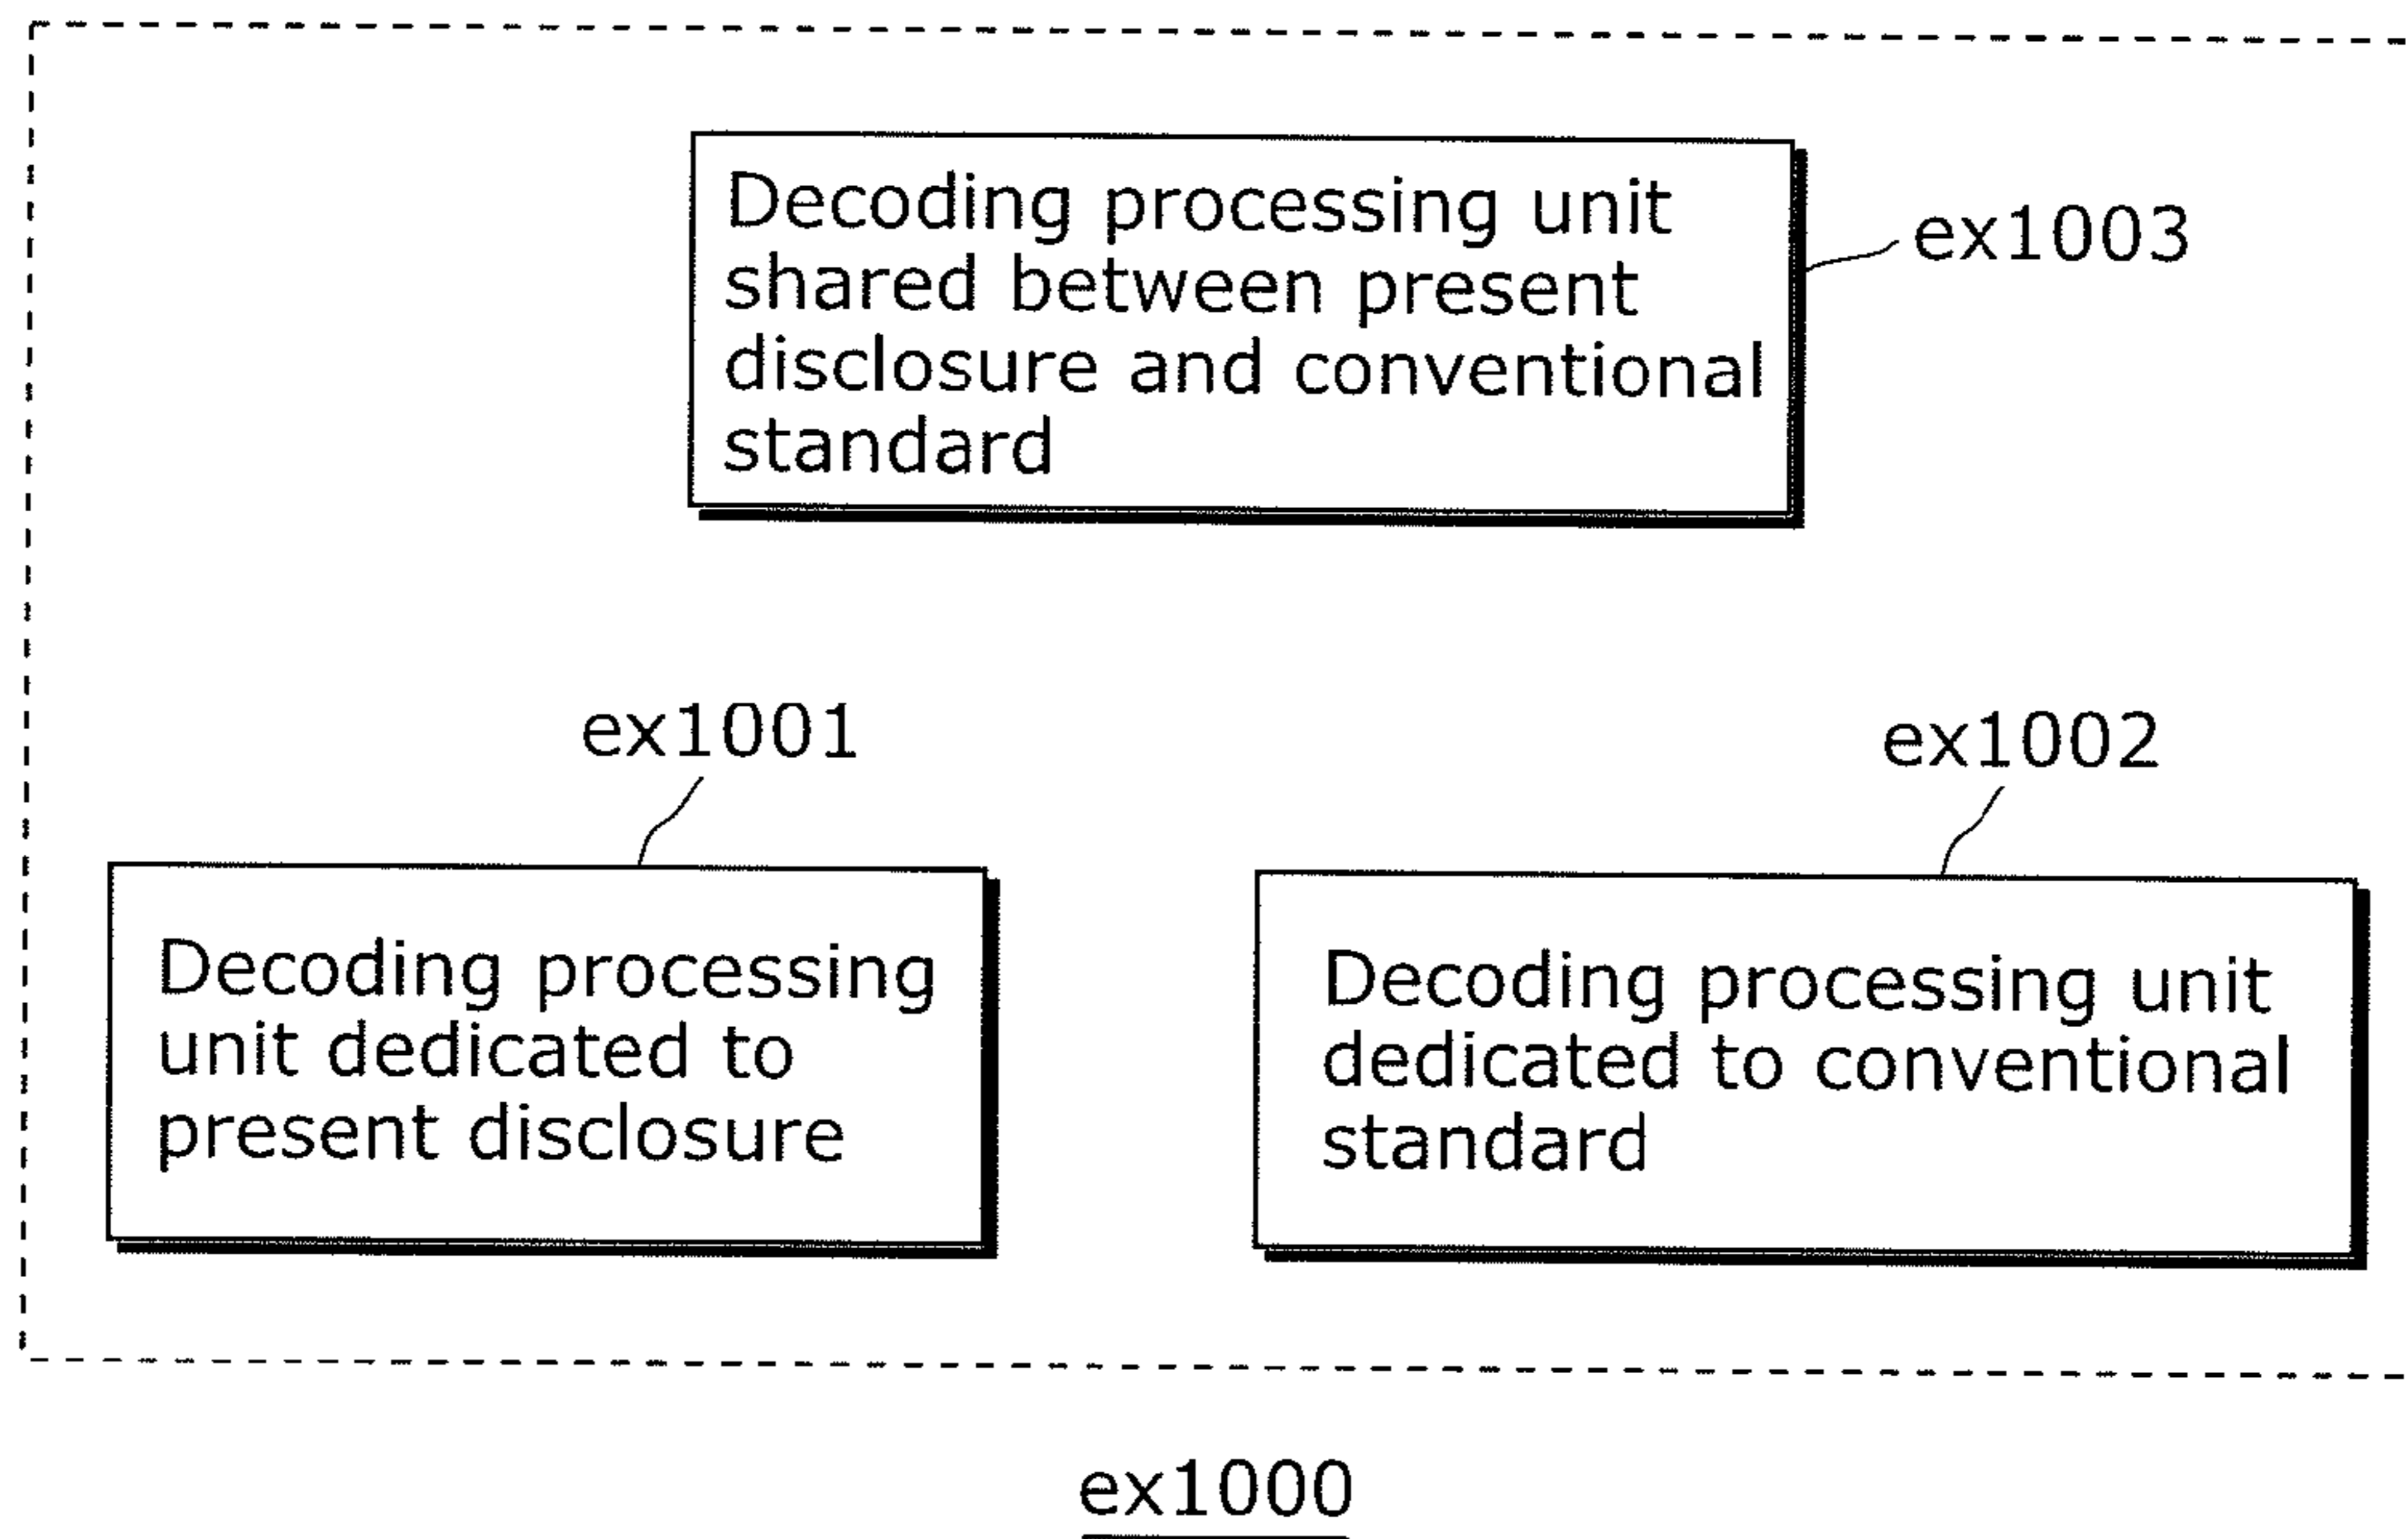 Decoding processing unit
shared between present
disclosure and conventional
standard
ex1003
ex1001
ex1002
Decoding processing
unit dedicated to
present disclosure
Decoding processing unit
dedicated to conventional
standard
ex1000